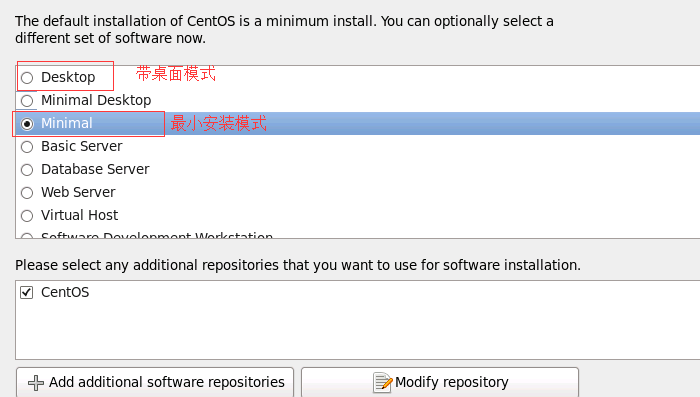 The default installation of CentOS is a minimum install. You can optionally select a
different set of software now.
Desktop 带桌面模式
Minimal Desktop
Minimal 最小安装模式
Basic Server
Database Server
Web Server
Virtual Host
Software Development Workstation
Please select any additional repositories that you want to use for software installation.
CentOS
Add additional software repositories Modify repository